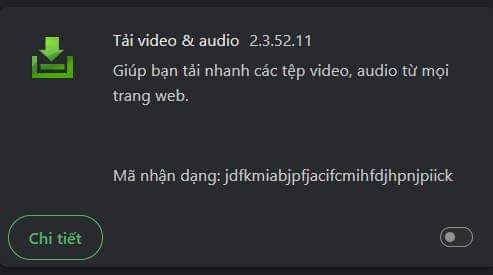 Tải video & audio 2.3.52.11
Giúp bạn tải nhanh các tệp video, audio từ mọi
trang web.
Mã nhận dạng: jdfkmiabjpfjacifcmihfdjhpnjpiick
Chi tiết